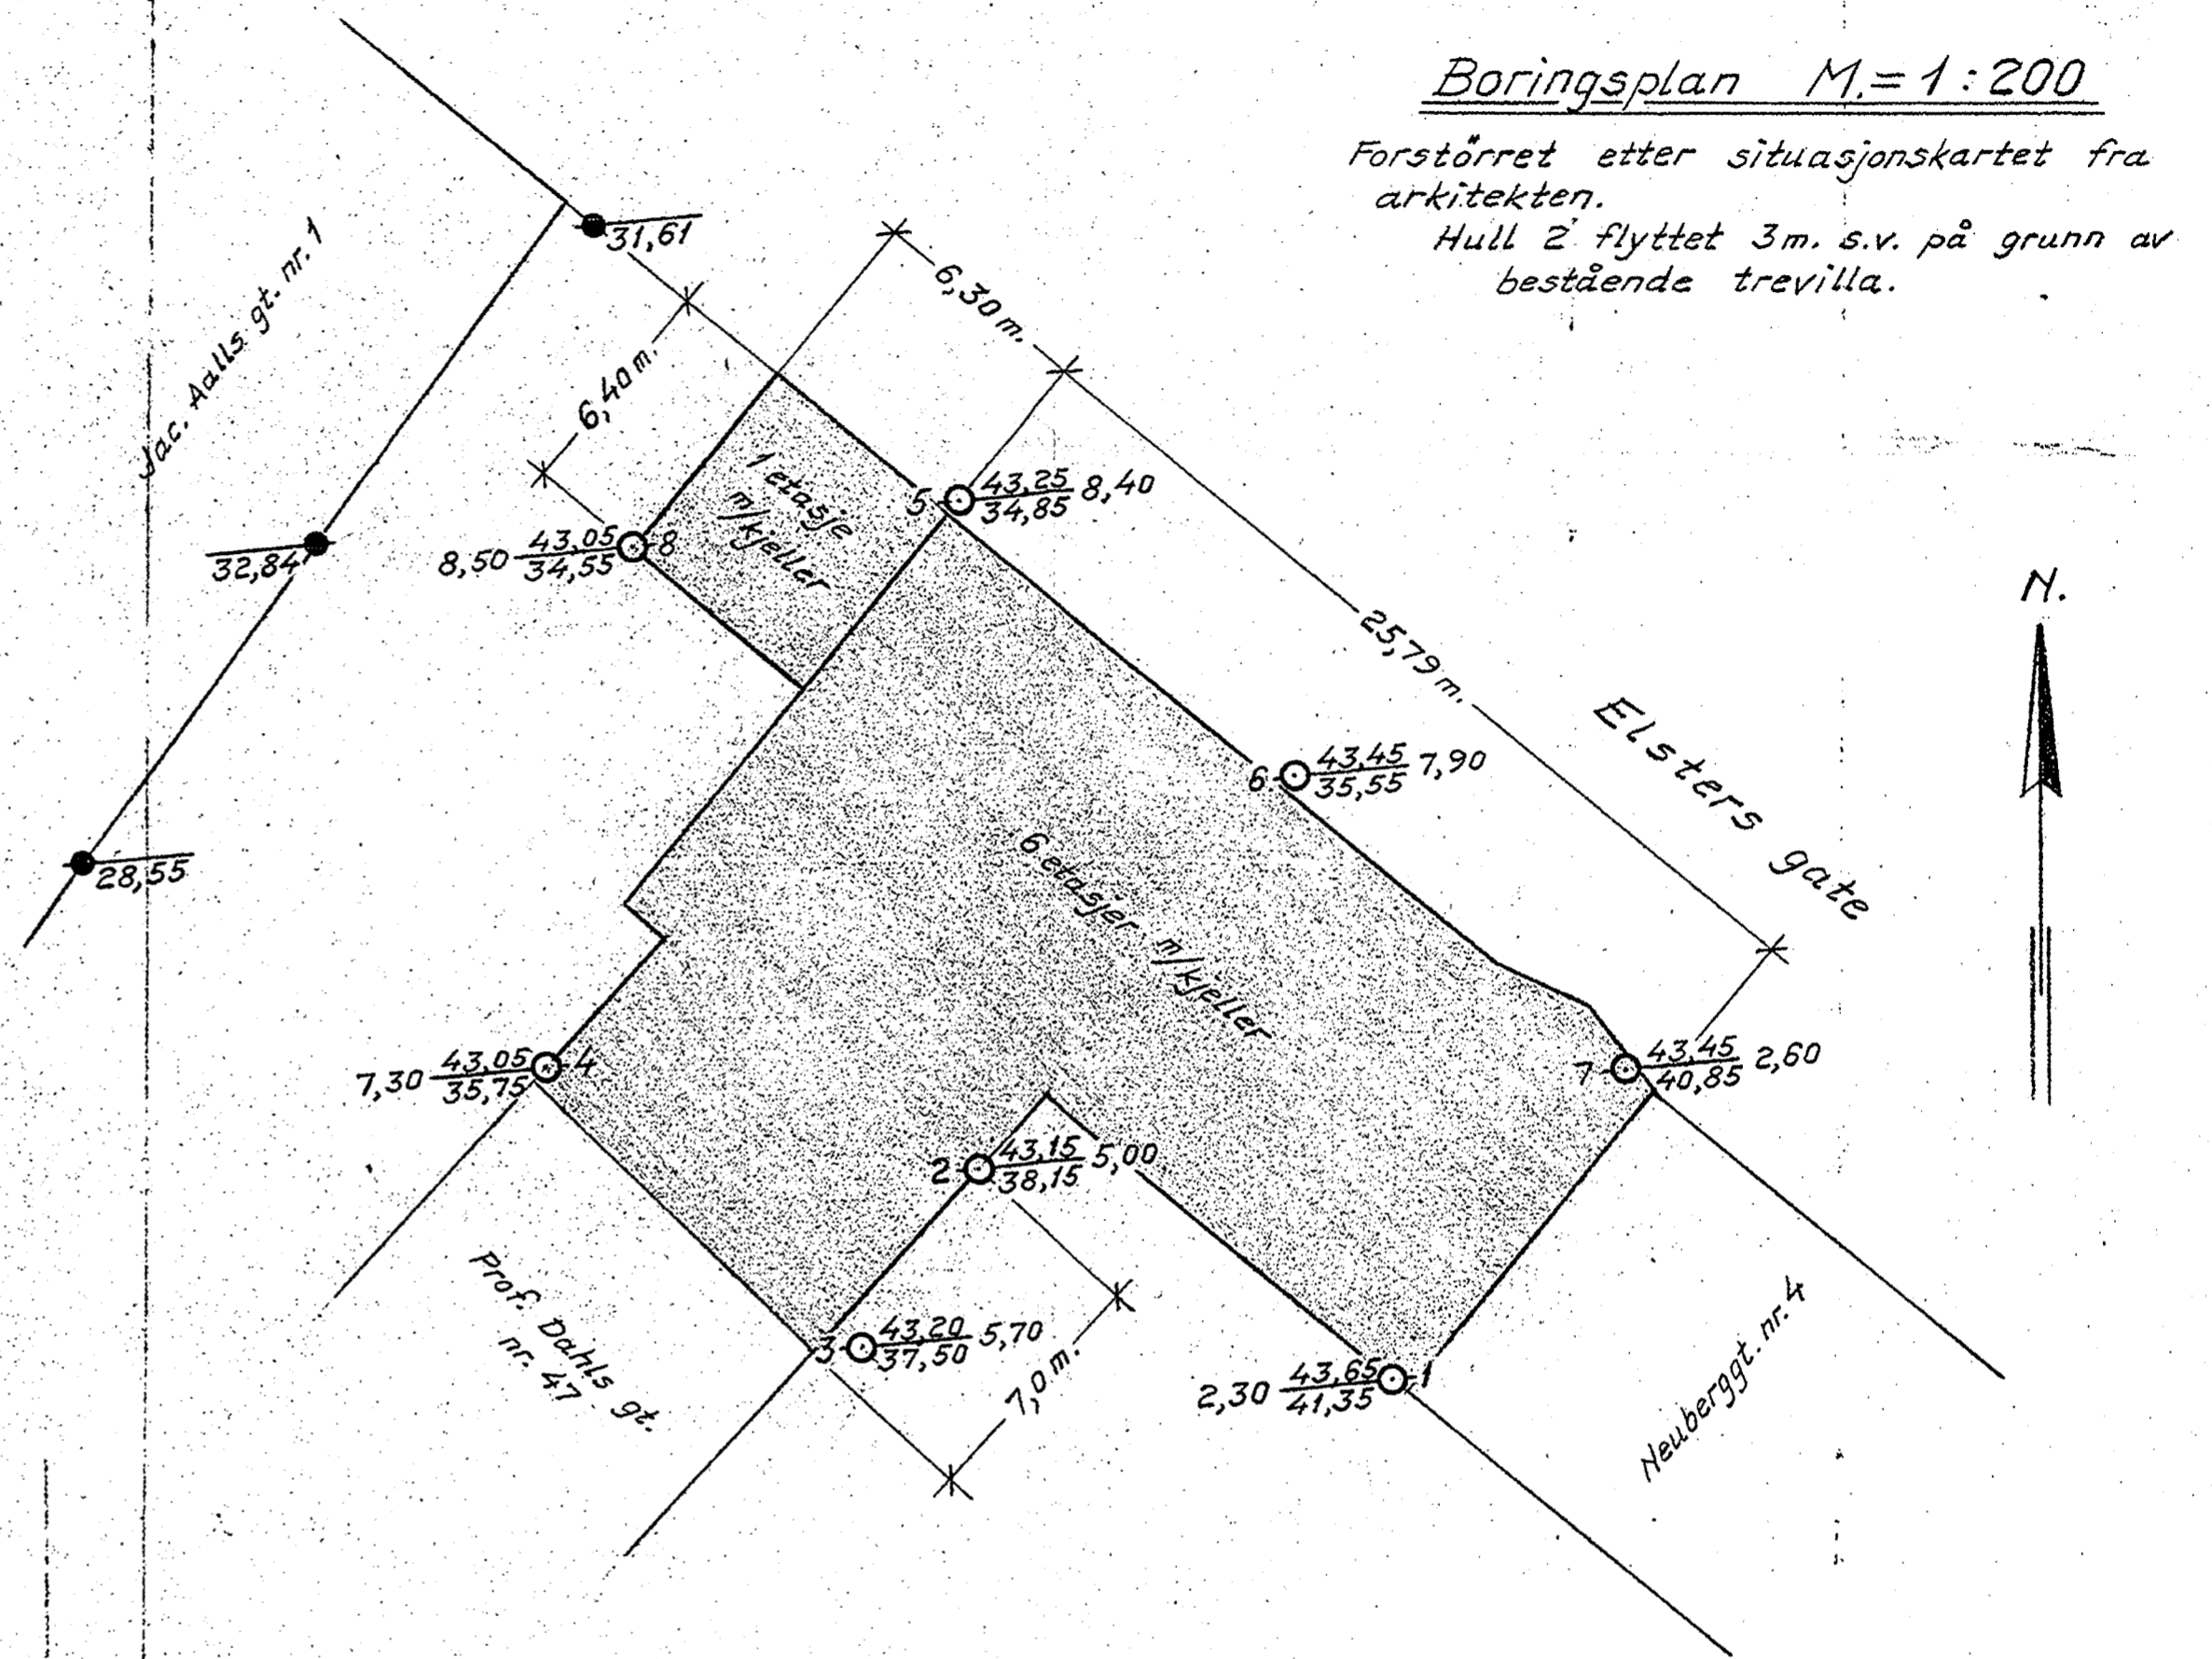 Boringsplan M.= 1 : 200
Forstörret etter situasjonskartet fra
arkitekten.
Hull 2 flyttet 3m. s.v. på grunn av
bestående trevilla.
31,61
6,30 m.
Jac. Aalls gt. nr. 1
6,40 m.
1 etasje
m/kjeller
5
43,25
34,85
8,40
32,84
8,50
43,05
34,55
8
N.
25,79 m.
Elsters gate
6
43,45
35,55
7,90
28,55
6 etasjer m/kjeller
7,30
43,05
35,75
4
7
43,45
40,85
2,60
2
43,15
38,15
5,00
Prof. Dahls gt.
nr. 47
3
43,20
37,50
5,70
7,0 m.
2,30
43,65
41,35
1
Neuberggt. nr. 4